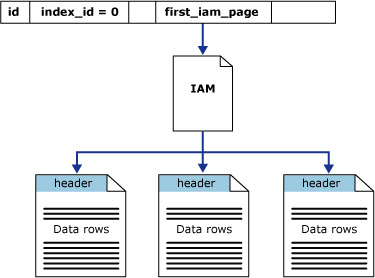 id index_id = 0 first_iam_page
IAM
header header header
Data rows Data rows Data rows